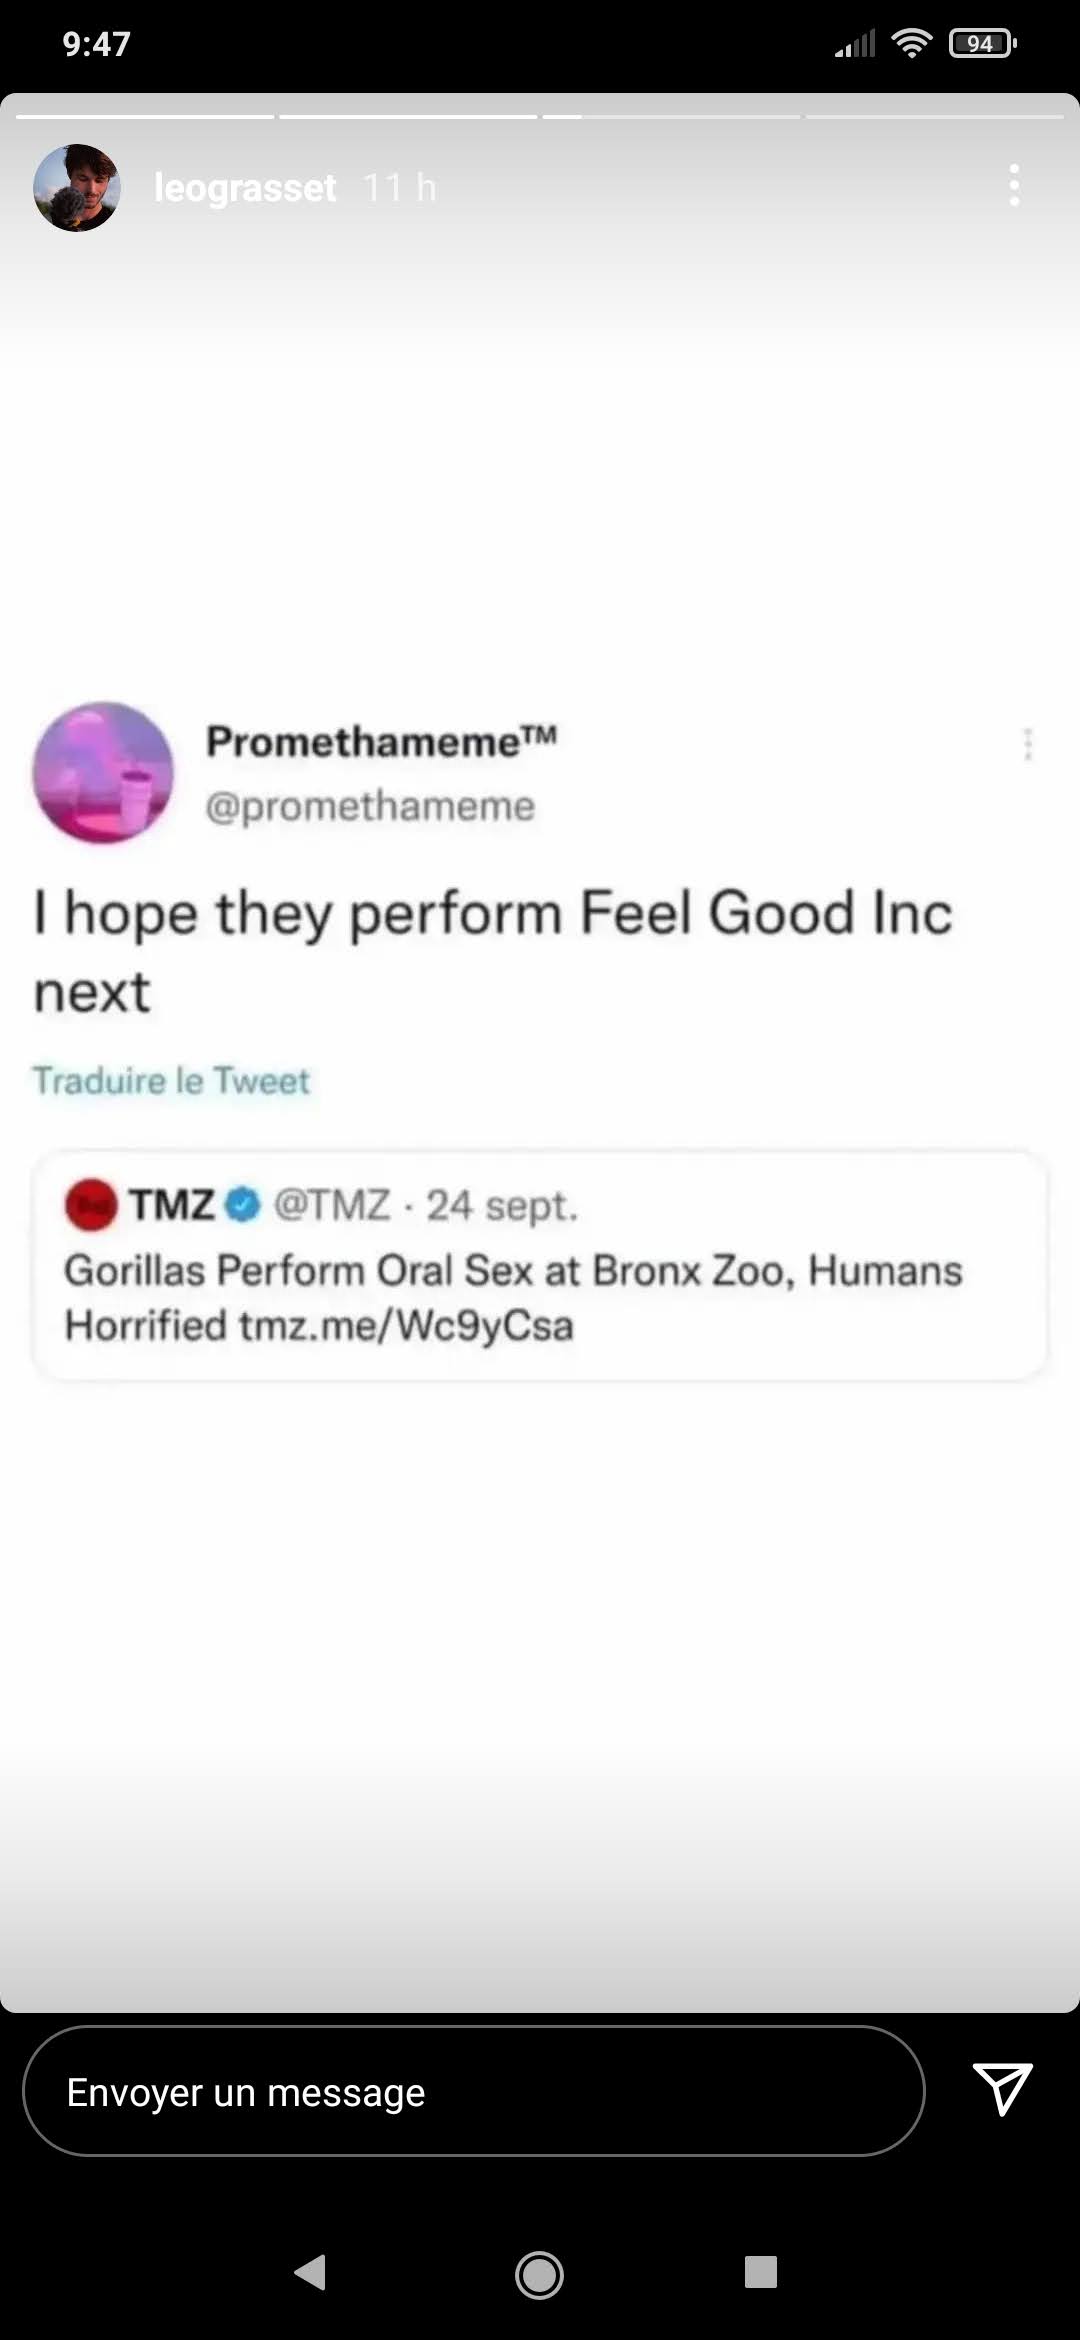 9:47
94
leograsset 11 h
Promethameme™
@promethameme
I hope they perform Feel Good Inc
next
Traduire le Tweet
TMZ @TMZ · 24 sept.
Gorillas Perform Oral Sex at Bronx Zoo, Humans
Horrified tmz.me/Wc9yCsa
Envoyer un message